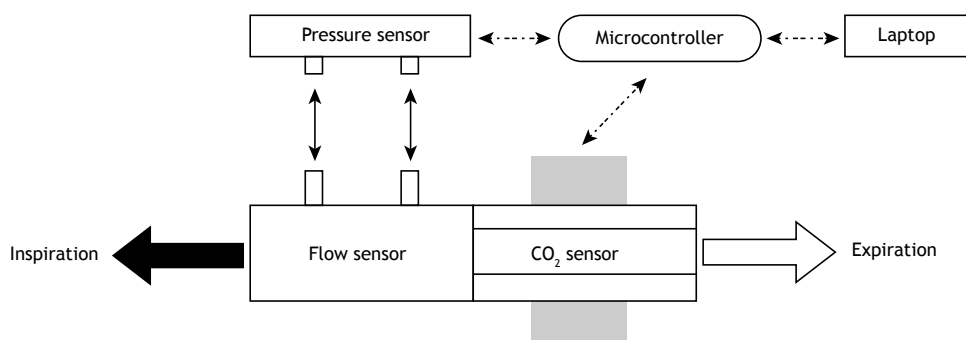 Pressure sensor
Microcontroller
Laptop
Inspiration
Flow sensor
CO₂ sensor
Expiration